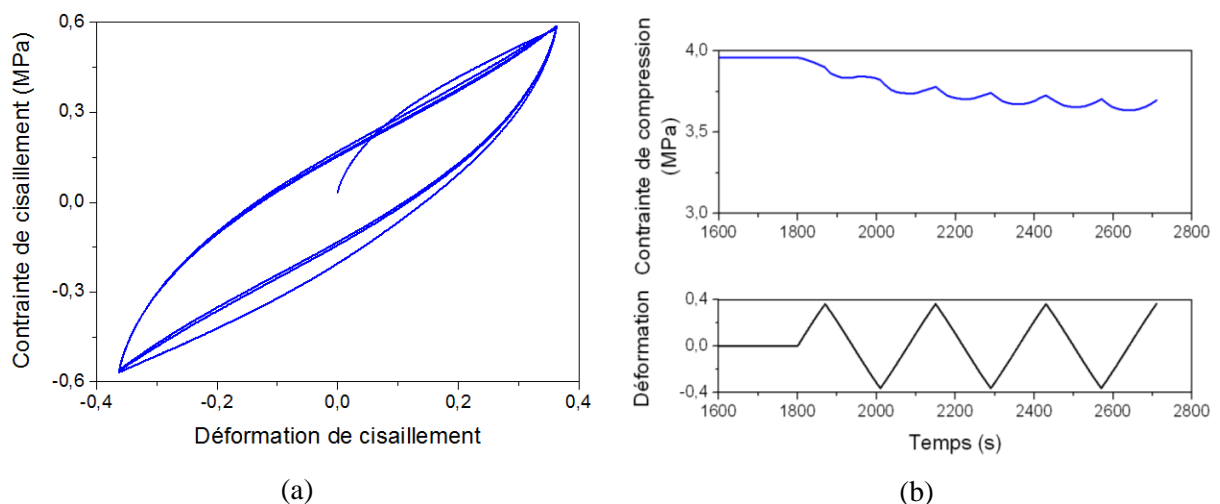 Contrainte de cisaillement (MPa)
0,6
0,3
0,0
-0,3
-0,6
-0,4
-0,2
0,0
0,2
0,4
Déformation de cisaillement
(a)
Contrainte de compression
(MPa)
4,0
3,5
3,0
1600 1800 2000 2200 2400 2600 2800
Déformation
0,4
0,0
-0,4
1600 1800 2000 2200 2400 2600 2800
Temps (s)
(b)